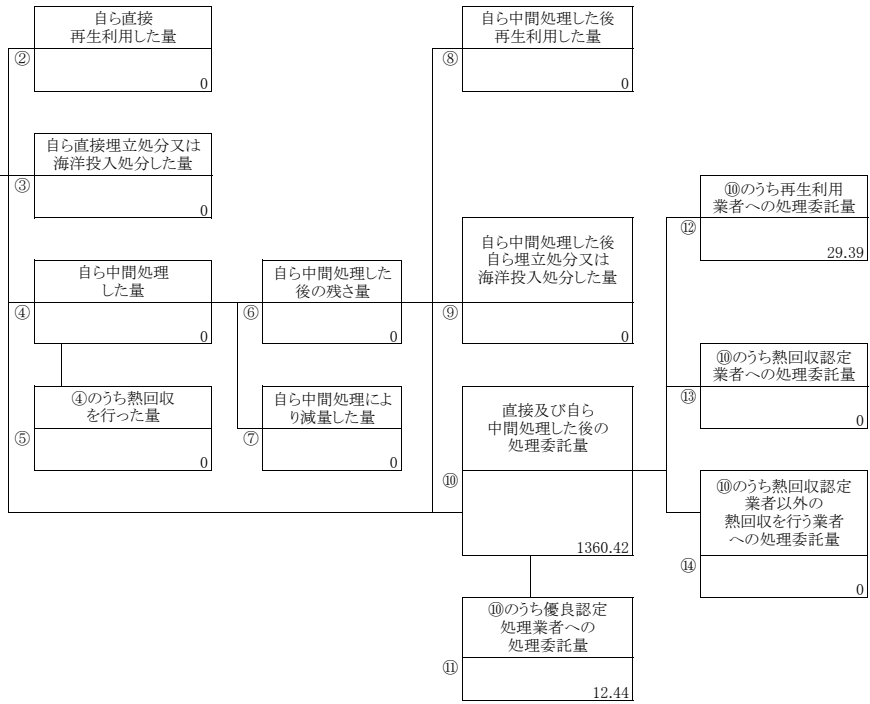 自ら直接
再生利用した量
②
0
自ら直接埋立処分又は
海洋投入処分した量
③
0
自ら中間処理
した量
④
0
④のうち熱回収
を行った量
⑤
0
自ら中間処理した
後の残さ量
⑥
0
自ら中間処理によ
り減量した量
⑦
0
自ら中間処理した後
再生利用した量
⑧
0
自ら中間処理した後
自ら埋立処分又は
海洋投入処分した量
⑨
0
直接及び自ら
中間処理した後の
処理委託量
⑩
1360.42
⑩のうち優良認定
処理業者への
処理委託量
⑪
12.44
⑩のうち再生利用
業者への処理委託量
⑫
29.39
⑩のうち熱回収認定
業者への処理委託量
⑬
0
⑩のうち熱回収認定
業者以外の
熱回収を行う業者
への処理委託量
⑭
0